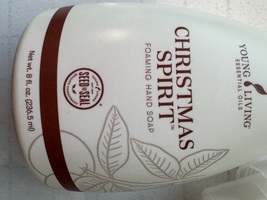 YOUNG LIVING
ESSENTIAL OILS
CHRISTMAS
SPIRIT™
FOAMING HAND SOAP
SEED TO SEAL
Net wt. 8 fl. oz. (236.5 ml)